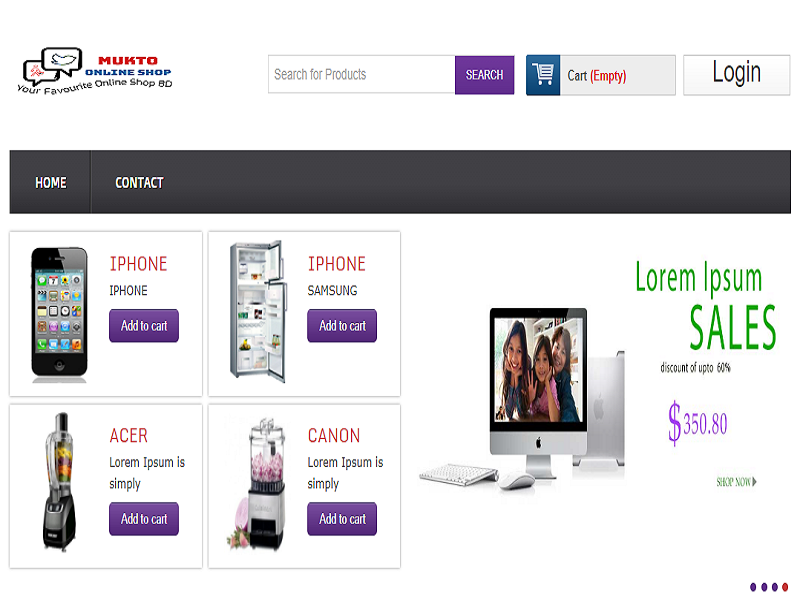 MUKTO
ONLINE SHOP
Your Favourite Online Shop BD
Search for Products
SEARCH
Cart (Empty)
Login
HOME
CONTACT
IPHONE
IPHONE
Add to cart
IPHONE
SAMSUNG
Add to cart
ACER
Lorem Ipsum is
simply
Add to cart
CANON
Lorem Ipsum is
simply
Add to cart
Lorem Ipsum
SALES
discount of upto 60%
$350.80
SHOP NOW